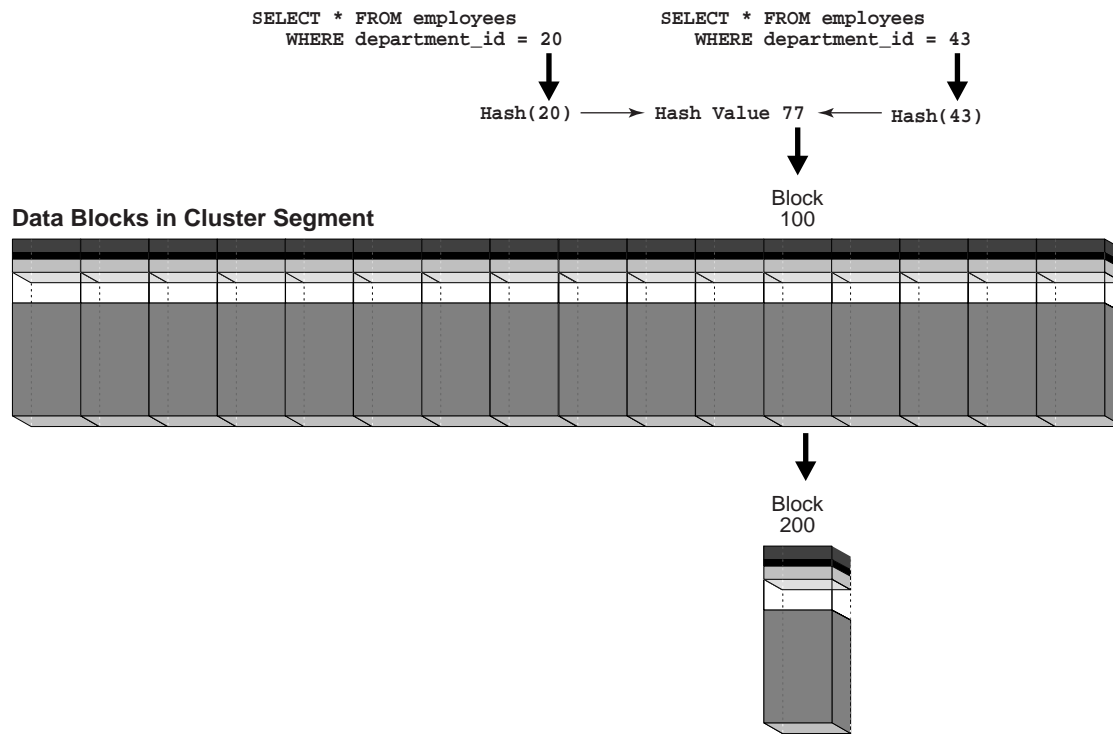 SELECT * FROM employees
WHERE department_id = 20
SELECT * FROM employees
WHERE department_id = 43
Hash(20)
Hash Value 77
Hash(43)
Block
100
Data Blocks in Cluster Segment
Block
200